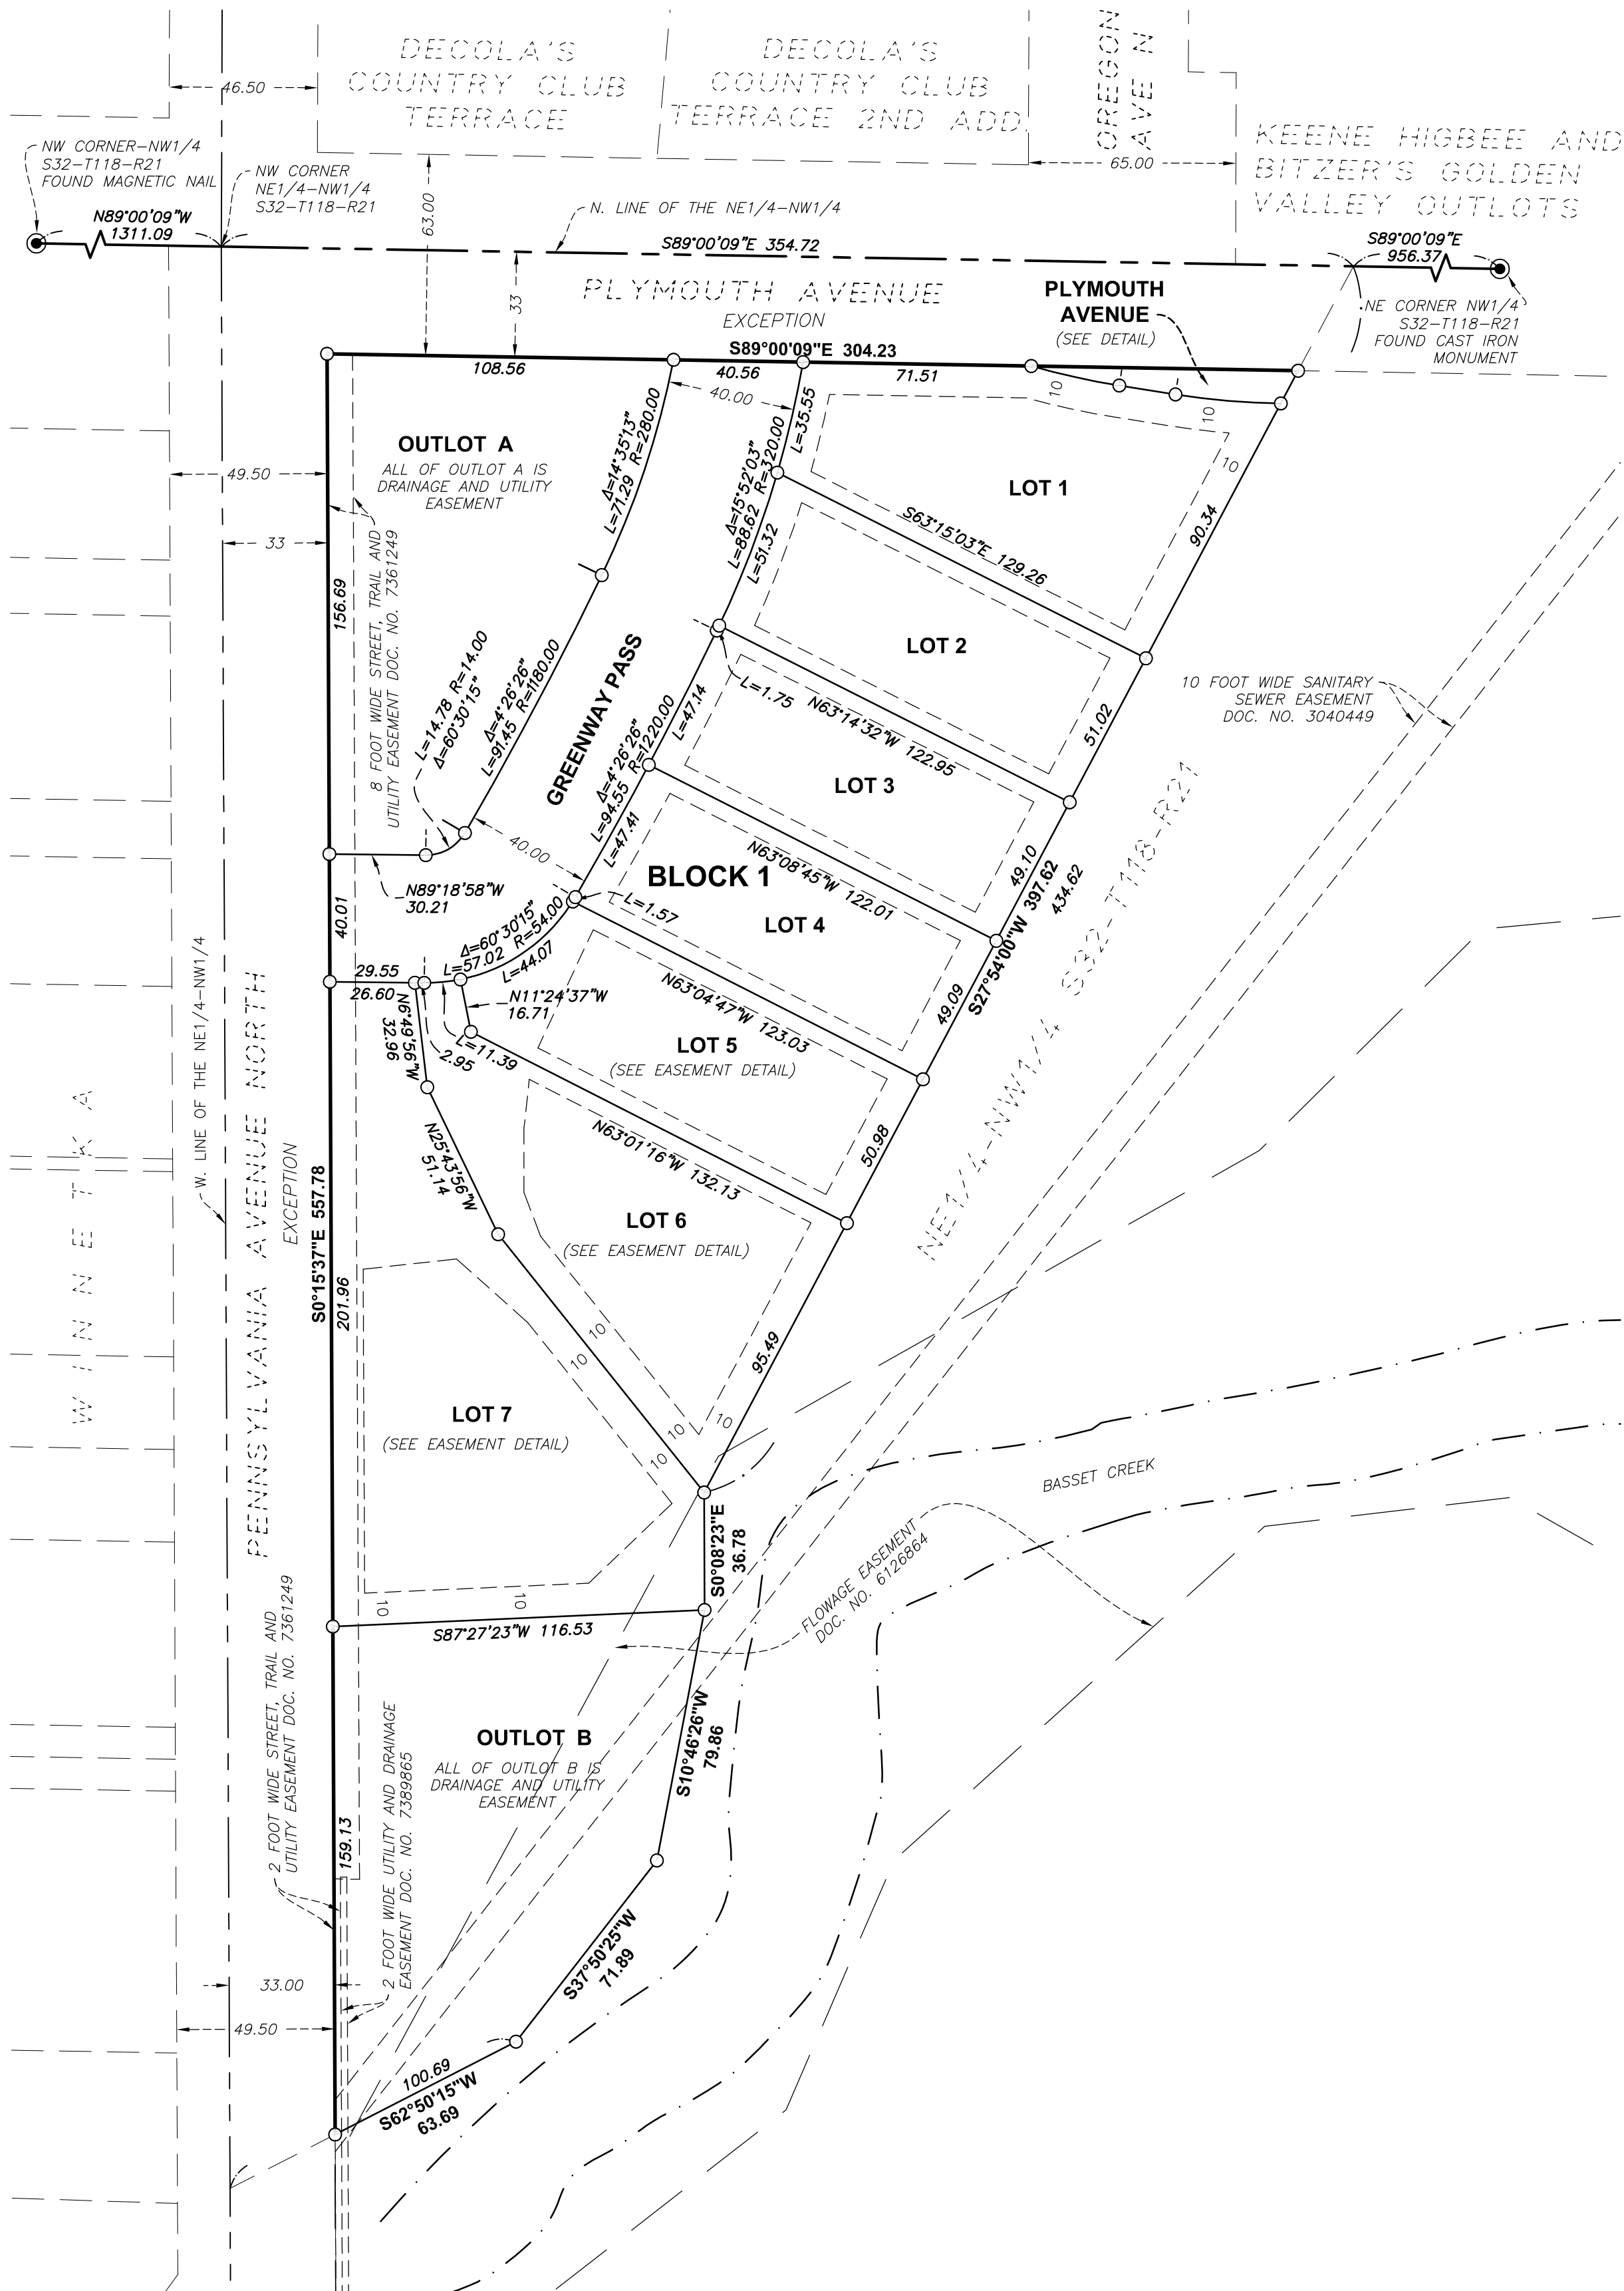 DECOLA'S
COUNTRY CLUB
TERRACE
DECOLA'S
COUNTRY CLUB
TERRACE 2ND ADD.
OREGON
AVE N
KEENE HIGBEE AND
BITZER'S GOLDEN
VALLEY OUTLOTS
46.50
65.00
63.00
NW CORNER-NW1/4
S32-T118-R21
FOUND MAGNETIC NAIL
NW CORNER
NE1/4-NW1/4
S32-T118-R21
N. LINE OF THE NE1/4-NW1/4
N89°00'09"W
1311.09
S89°00'09"E 354.72
S89°00'09"E
956.37
NE CORNER NW1/4
S32-T118-R21
FOUND CAST IRON
MONUMENT
33
PLYMOUTH AVENUE
EXCEPTION
PLYMOUTH
AVENUE
(SEE DETAIL)
S89°00'09"E 304.23
108.56
40.56
71.51
40.00
10
10
10
OUTLOT A
ALL OF OUTLOT A IS
DRAINAGE AND UTILITY
EASEMENT
49.50
33
156.69
8 FOOT WIDE STREET, TRAIL AND
UTILITY EASEMENT DOC. NO. 7361249
Δ=14°35'13"
L=71.29 R=280.00
Δ=15°52'03"
L=88.62 R=320.00
L=35.55
L=51.32
LOT 1
S63°15'03"E 129.26
90.34
LOT 2
L=1.75
N63°14'32"W 122.95
51.02
10 FOOT WIDE SANITARY
SEWER EASEMENT
DOC. NO. 3040449
L=14.78 R=14.00
Δ=60°30'15"
Δ=4°26'26"
L=91.45 R=1180.00
GREENWAY PASS
Δ=4°26'26"
L=94.55 R=1220.00
L=47.14
L=47.41
LOT 3
49.10
BLOCK 1
N63°08'45"W 122.01
LOT 4
40.00
L=1.57
S27°54'00"W 397.62
434.62
N89°18'58"W
30.21
40.01
Δ=60°30'15"
L=57.02 R=54.00
L=44.07
29.55
26.60
N11°24'37"W
16.71
L=11.39
2.95
N6°49'56"W
32.96
N63°04'47"W 123.03
49.09
LOT 5
(SEE EASEMENT DETAIL)
NE1/4-NW1/4 S32-T118-R21
N63°01'16"W 132.13
50.98
N25°43'56"W
51.14
LOT 6
(SEE EASEMENT DETAIL)
95.49
W. LINE OF THE NE1/4-NW1/4
WINNETKA
PENNSYLVANIA AVENUE NORTH
EXCEPTION
S0°15'37"E 557.78
201.96
10
10
LOT 7
(SEE EASEMENT DETAIL)
10
10
10
BASSET CREEK
S0°08'23"E
36.78
FLOWAGE EASEMENT
DOC. NO. 6126864
10
10
S87°27'23"W 116.53
2 FOOT WIDE STREET, TRAIL AND
UTILITY EASEMENT DOC. NO. 7361249
2 FOOT WIDE UTILITY AND DRAINAGE
EASEMENT DOC. NO. 7389865
OUTLOT B
ALL OF OUTLOT B IS
DRAINAGE AND UTILITY
EASEMENT
S10°46'26"W
79.86
159.13
S37°50'25"W
71.89
33.00
49.50
100.69
S62°50'15"W
63.69